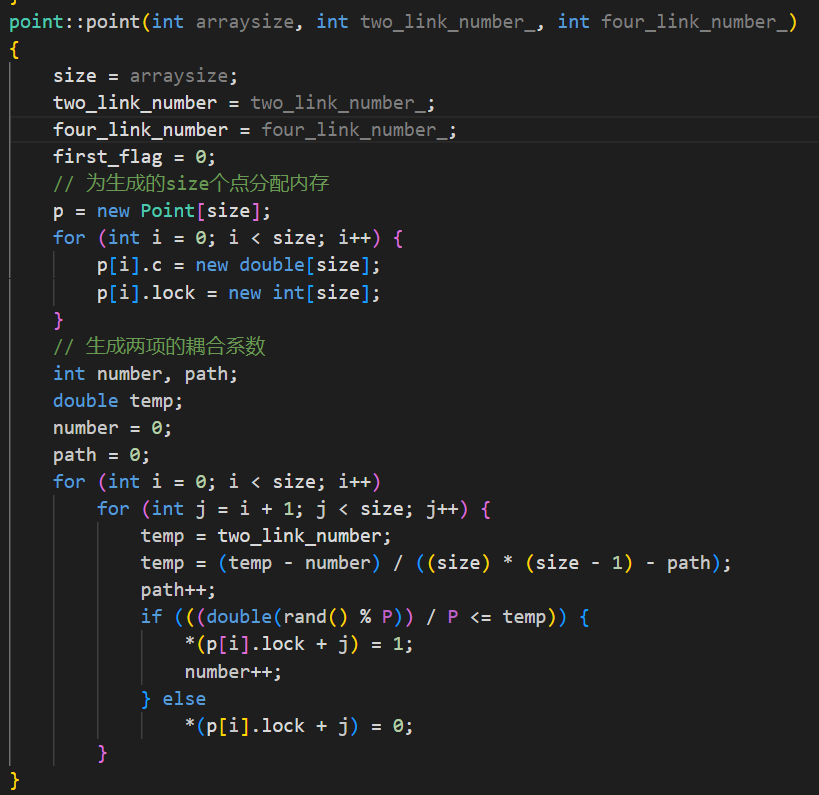 point::point(int arraysize, int two_link_number_, int four_link_number_)
{
    size = arraysize;
    two_link_number = two_link_number_;
    four_link_number = four_link_number_;
    first_flag = 0;
    // 为生成的size个点分配内存
    p = new Point[size];
    for (int i = 0; i < size; i++) {
        p[i].c = new double[size];
        p[i].lock = new int[size];
    }
    // 生成两项的耦合系数
    int number, path;
    double temp;
    number = 0;
    path = 0;
    for (int i = 0; i < size; i++)
        for (int j = i + 1; j < size; j++) {
            temp = two_link_number;
            temp = (temp - number) / ((size) * (size - 1) - path);
            path++;
            if (((double(rand() % P)) / P <= temp)) {
                *(p[i].lock + j) = 1;
                number++;
            } else
                *(p[i].lock + j) = 0;
        }
}